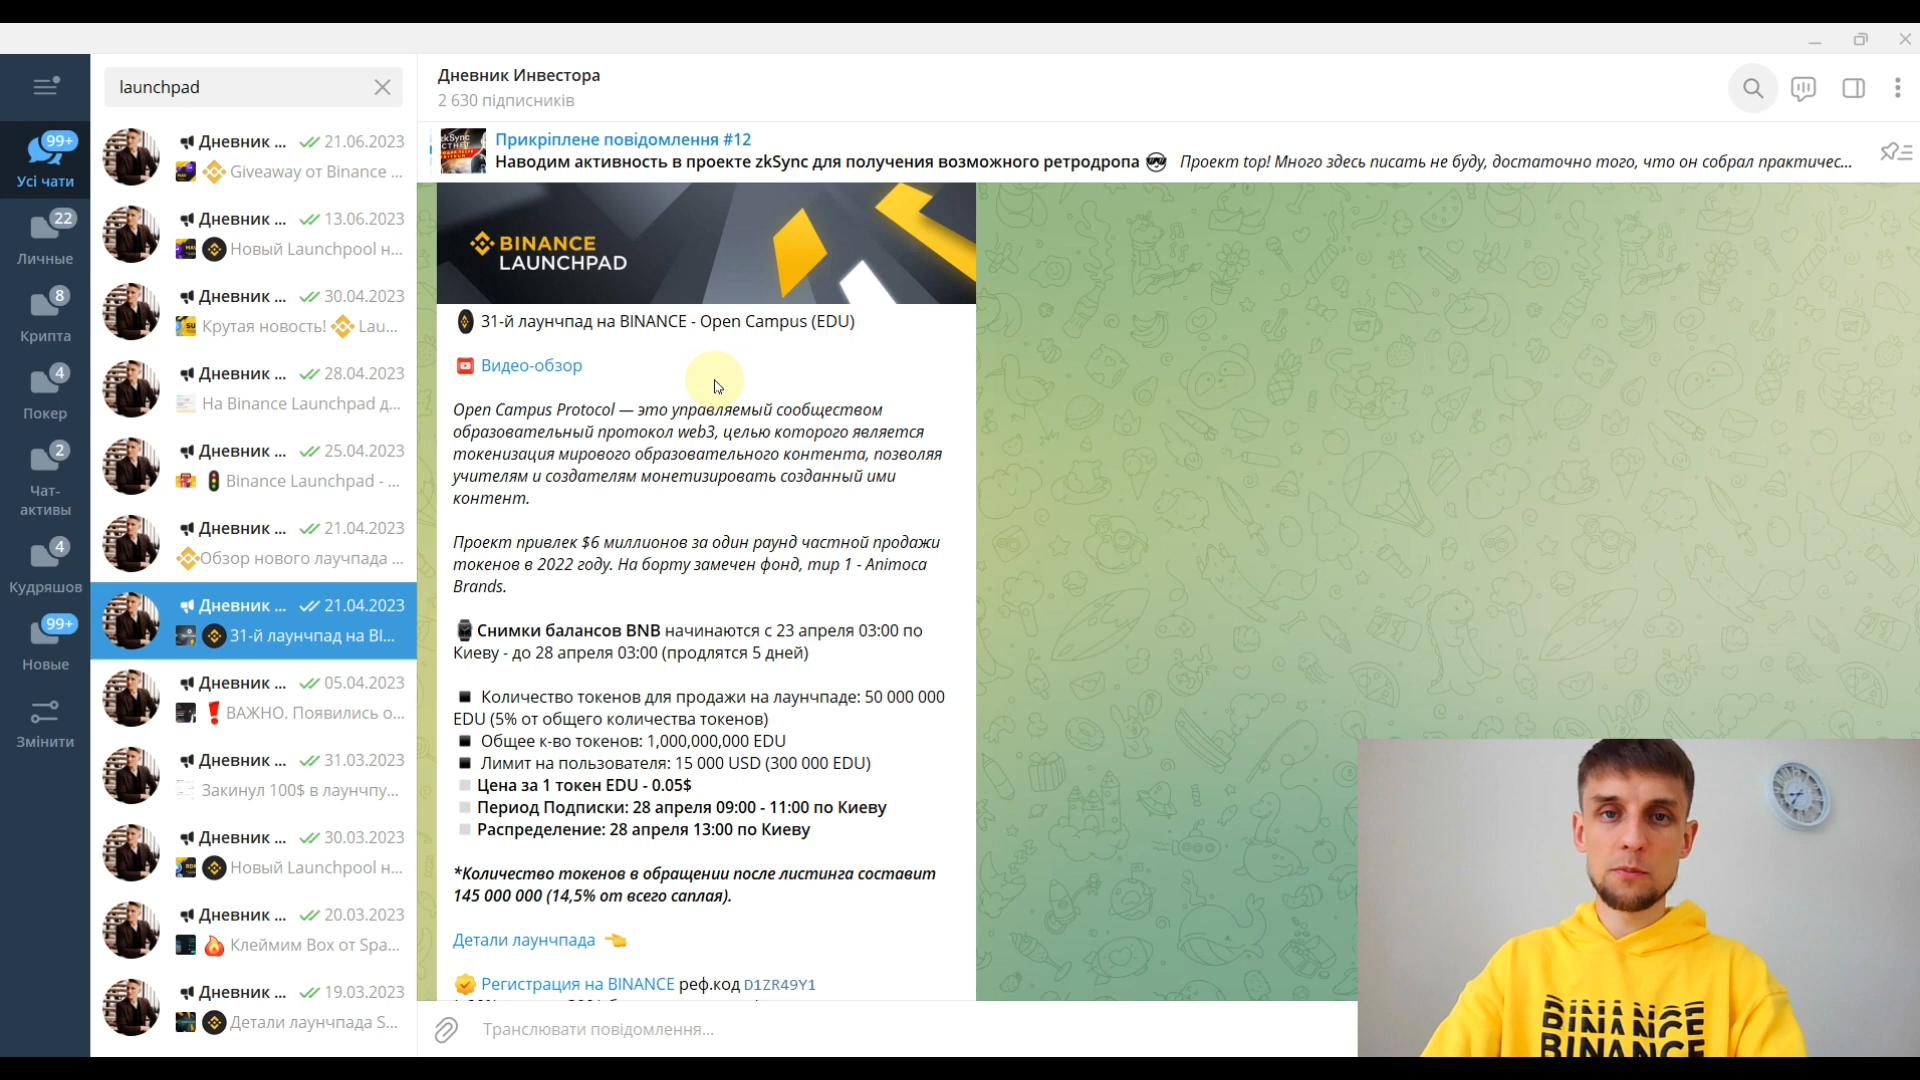 launchpad
Дневник Инвестора
2 630 підписників
Прикріплене повідомлення #12
Наводим активность в проекте zkSync для получения возможного ретродропа 😎 Проект top! Много здесь писать не буду, достаточно того, что он собрал практичес...
99+
Усі чати
22
Личные
8
Крипта
4
Покер
2
Чат-
активы
4
Кудряшов
99+
Новые
Змінити
Дневник ... 21.06.2023
Giveaway от Binance ...
Дневник ... 13.06.2023
Новый Launchpool н...
Дневник ... 30.04.2023
Крутая новость! Lau...
Дневник ... 28.04.2023
На Binance Launchpad д...
Дневник ... 25.04.2023
Binance Launchpad - ...
Дневник ... 21.04.2023
Обзор нового лаучпада ...
Дневник ... 21.04.2023
31-й лаунчпад на BI...
Дневник ... 05.04.2023
❗ ВАЖНО. Появились о...
Дневник ... 31.03.2023
Закинул 100$ в лаунчпу...
Дневник ... 30.03.2023
Новый Launchpool н...
Дневник ... 20.03.2023
🔥 Клеймим Box от Spa...
Дневник ... 19.03.2023
Детали лаунчпада S...
BINANCE
LAUNCHPAD
31-й лаунчпад на BINANCE - Open Campus (EDU)
Видео-обзор
Open Campus Protocol — это управляемый сообществом
образовательный протокол web3, целью которого является
токенизация мирового образовательного контента, позволяя
учителям и создателям монетизировать созданный ими
контент.
Проект привлек $6 миллионов за один раунд частной продажи
токенов в 2022 году. На борту замечен фонд, тир 1 - Animoca
Brands.
Снимки балансов BNB начинаются с 23 апреля 03:00 по
Киеву - до 28 апреля 03:00 (продлятся 5 дней)
◼ Количество токенов для продажи на лаунчпаде: 50 000 000
EDU (5% от общего количества токенов)
◼ Общее к-во токенов: 1,000,000,000 EDU
◼ Лимит на пользователя: 15 000 USD (300 000 EDU)
◻ Цена за 1 токен EDU - 0.05$
◻ Период Подписки: 28 апреля 09:00 - 11:00 по Киеву
◻ Распределение: 28 апреля 13:00 по Киеву
*Количество токенов в обращении после листинга составит
145 000 000 (14,5% от всего саплая).
Детали лаунчпада 👈
Регистрация на BINANCE реф.код D1ZR49Y1
Транслювати повідомлення...
BINANCE
BINANCE